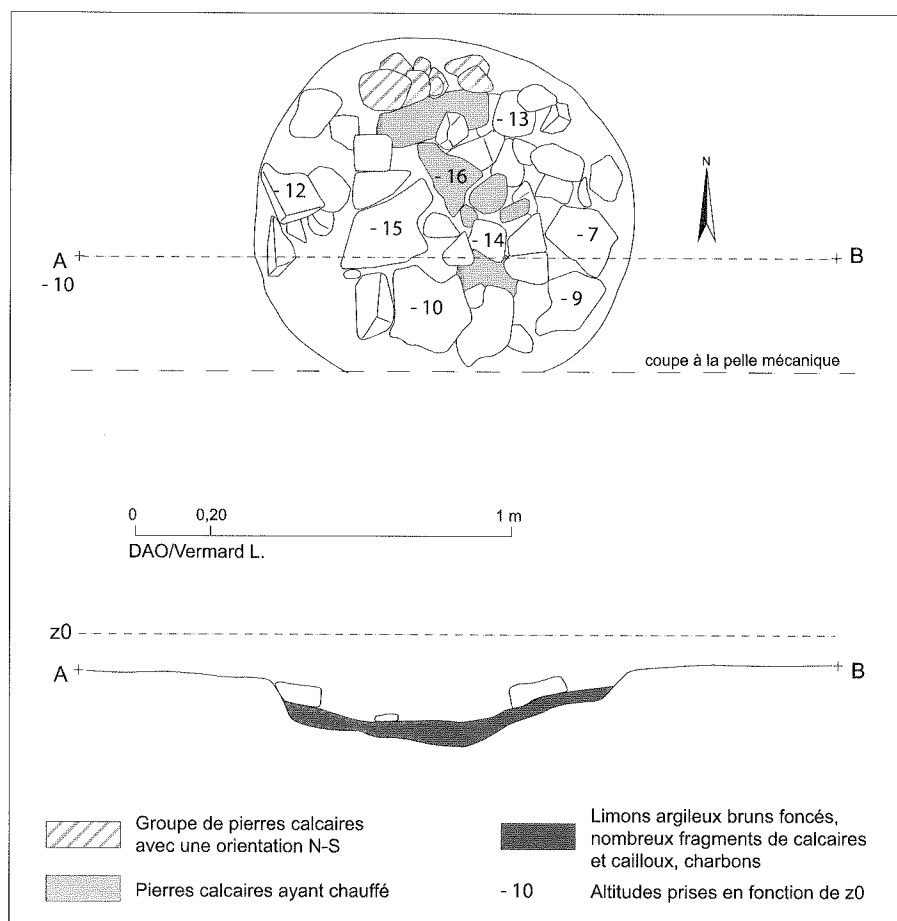 N
- 13
- 16
- 12
- 15
- 14
- 7
A
B
- 10
- 10
- 9
coupe à la pelle mécanique
0 0,20 1 m
DAO/Vermard L.
z0
A
B
Groupe de pierres calcaires
avec une orientation N-S
Pierres calcaires ayant chauffé
Limons argileux bruns foncés,
nombreux fragments de calcaires
et cailloux, charbons
- 10 Altitudes prises en fonction de z0